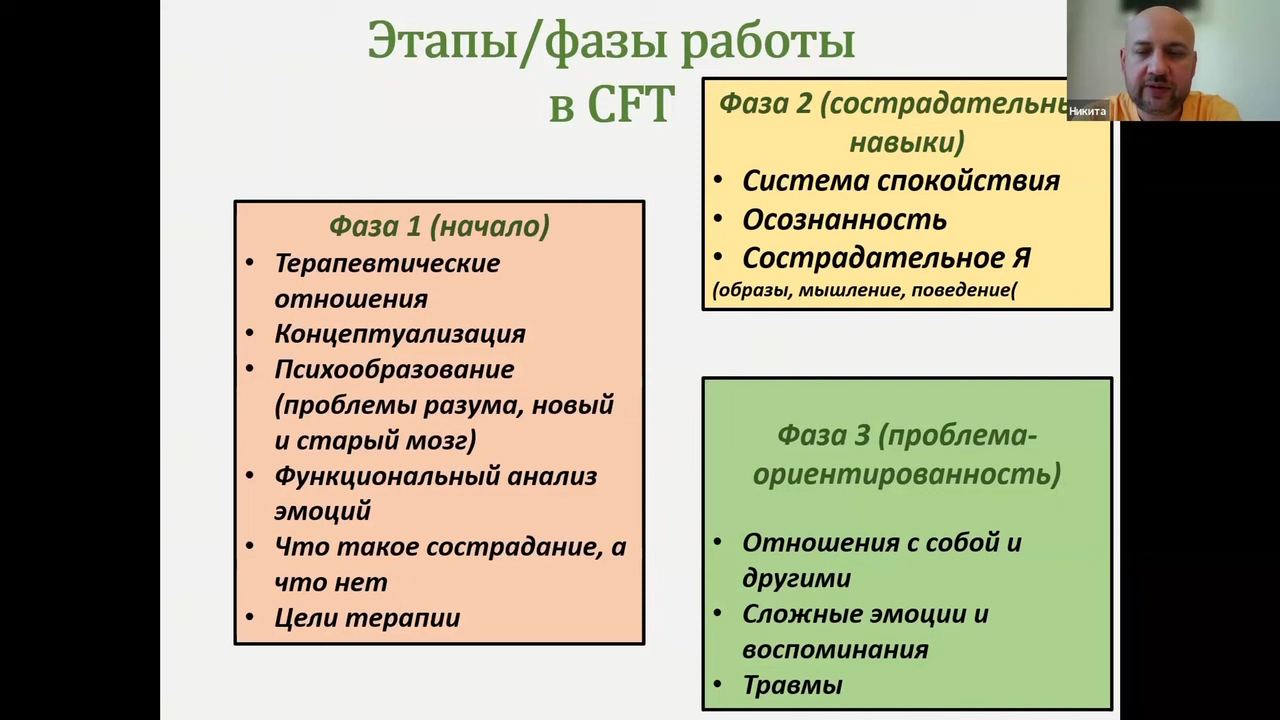 Этапы/фазы работы
в CFT
Никита
Фаза 1 (начало)
• Терапевтические
отношения
• Концептуализация
• Психообразование
(проблемы разума, новый
и старый мозг)
• Функциональный анализ
эмоций
• Что такое сострадание, а
что нет
• Цели терапии
Фаза 2 (сострадательны
навыки)
• Система спокойствия
• Осознанность
• Сострадательное Я
(образы, мышление, поведение(
Фаза 3 (проблема-
ориентированность)
• Отношения с собой и
другими
• Сложные эмоции и
воспоминания
• Травмы